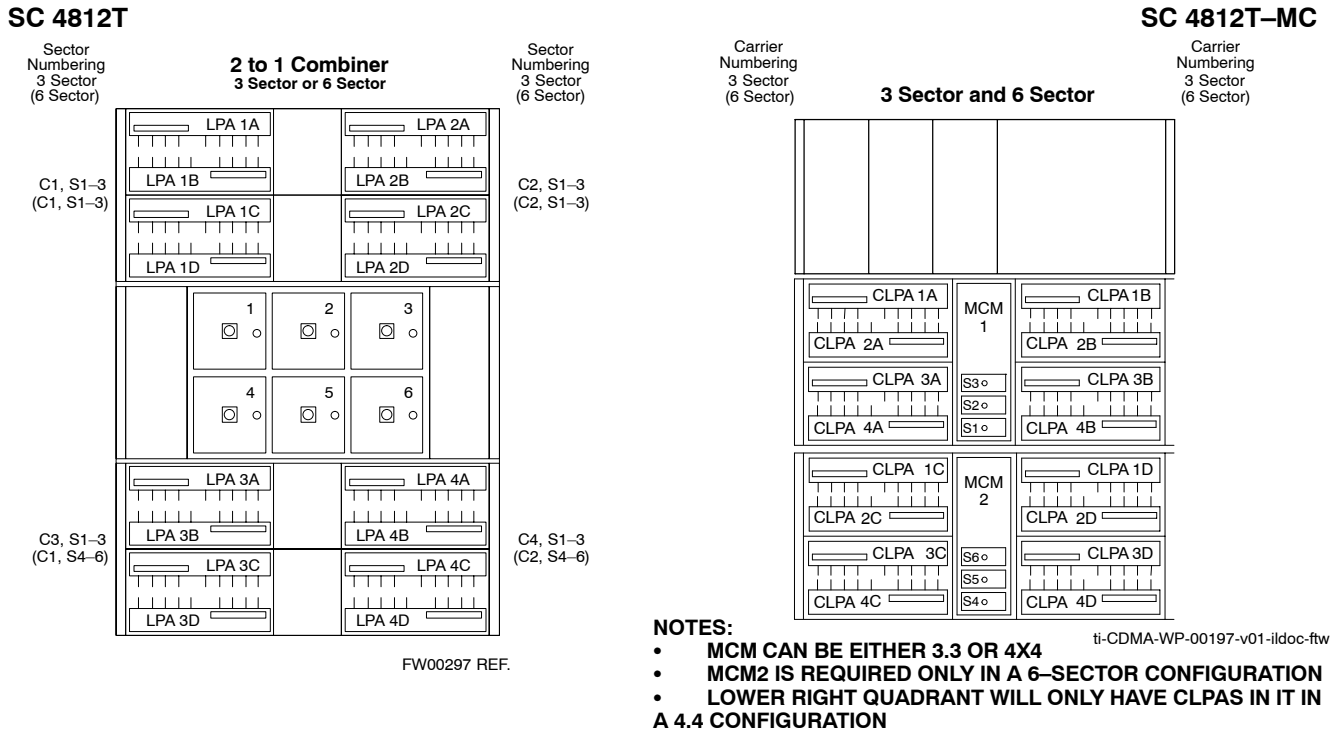 SC 4812T
Sector
Numbering
3 Sector
(6 Sector)
2 to 1 Combiner
3 Sector or 6 Sector
Sector
Numbering
3 Sector
(6 Sector)
LPA 1A
LPA 2A
LPA 1B
LPA 2B
C1, S1–3
(C1, S1–3)
C2, S1–3
(C2, S1–3)
LPA 1C
LPA 2C
LPA 1D
LPA 2D
1
2
3
4
5
6
LPA 3A
LPA 4A
LPA 3B
LPA 4B
C3, S1–3
(C1, S4–6)
C4, S1–3
(C2, S4–6)
LPA 3C
LPA 4C
LPA 3D
LPA 4D
FW00297 REF.
SC 4812T–MC
Carrier
Numbering
3 Sector
(6 Sector)
3 Sector and 6 Sector
Carrier
Numbering
3 Sector
(6 Sector)
CLPA 1A
MCM
1
CLPA 1B
CLPA 2A
CLPA 2B
CLPA 3A
S3
S2
S1
CLPA 3B
CLPA 4A
CLPA 4B
CLPA 1C
MCM
2
CLPA 1D
CLPA 2C
CLPA 2D
CLPA 3C
S6
S5
S4
CLPA 3D
CLPA 4C
CLPA 4D
ti-CDMA-WP-00197-v01-ildoc-ftw
NOTES:
• MCM CAN BE EITHER 3.3 OR 4X4
• MCM2 IS REQUIRED ONLY IN A 6–SECTOR CONFIGURATION
• LOWER RIGHT QUADRANT WILL ONLY HAVE CLPAS IN IT IN
A 4.4 CONFIGURATION